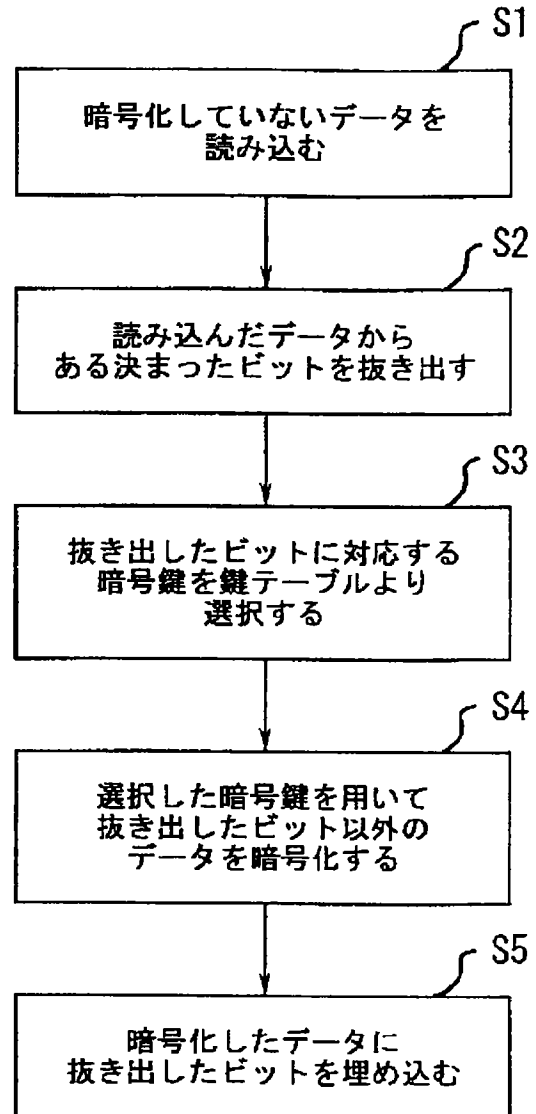 S1
暗号化していないデータを
読み込む
S2
読み込んだデータから
ある決まったビットを抜き出す
S3
抜き出したビットに対応する
暗号鍵を鍵テーブルより
選択する
S4
選択した暗号鍵を用いて
抜き出したビット以外の
データを暗号化する
S5
暗号化したデータに
抜き出したビットを埋め込む